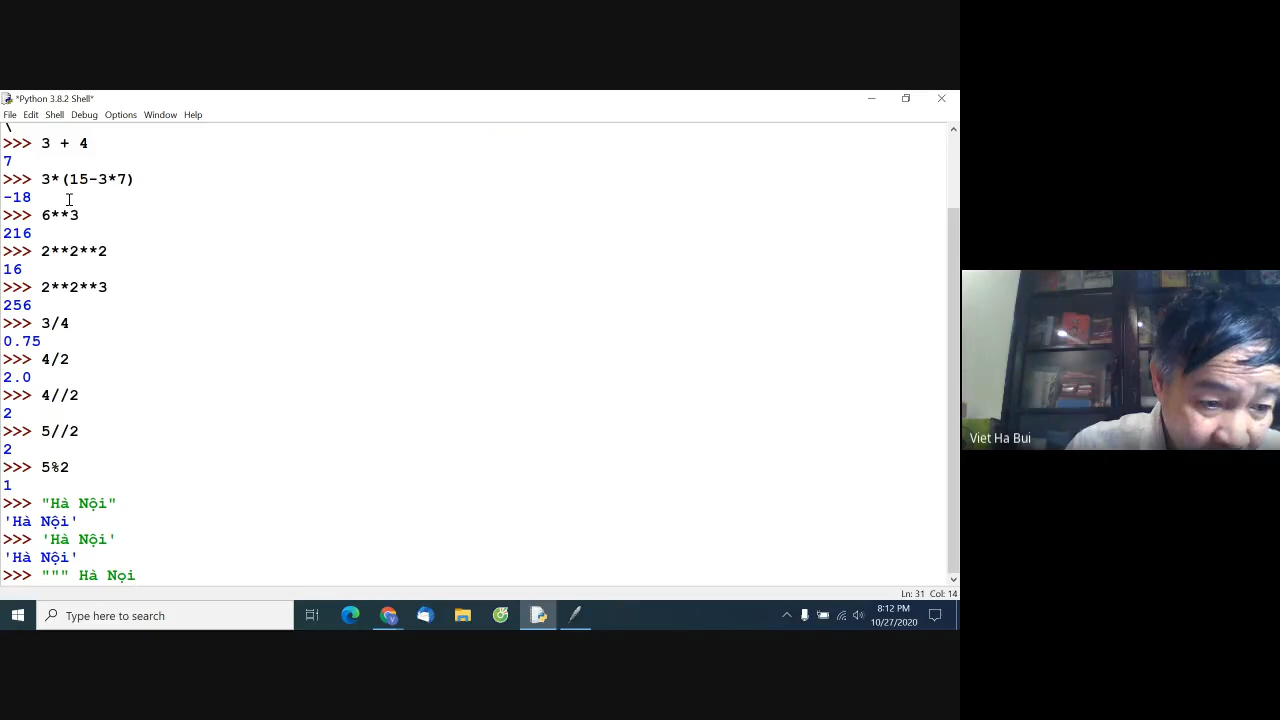 *Python 3.8.2 Shell*
File Edit Shell Debug Options Window Help
\
>>> 3 + 4
7
>>> 3*(15-3*7)
-18
>>> 6**3
216
>>> 2**2**2
16
>>> 2**2**3
256
>>> 3/4
0.75
>>> 4/2
2.0
>>> 4//2
2
>>> 5//2
2
>>> 5%2
1
>>> "Hà Nội"
'Hà Nội'
>>> 'Hà Nội'
'Hà Nội'
>>> """ Hà Nọi
Ln: 31 Col: 14
Type here to search
8:12 PM
10/27/2020
Viet Ha Bui